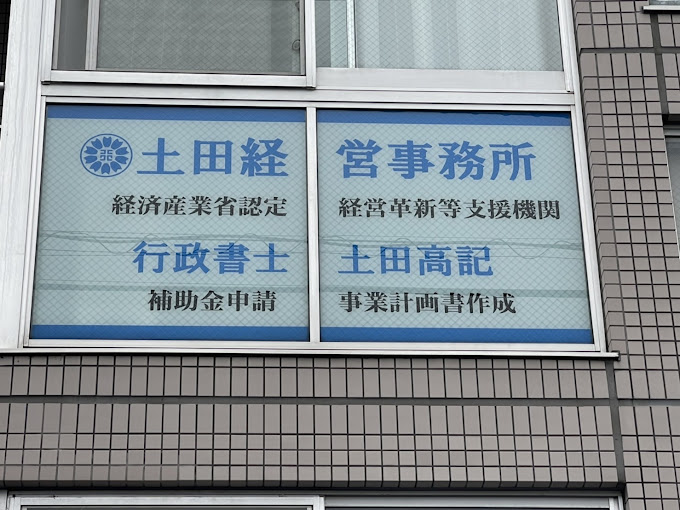 土田経営事務所
経済産業省認定 経営革新等支援機関
行政書士 土田高記
補助金申請 事業計画書作成